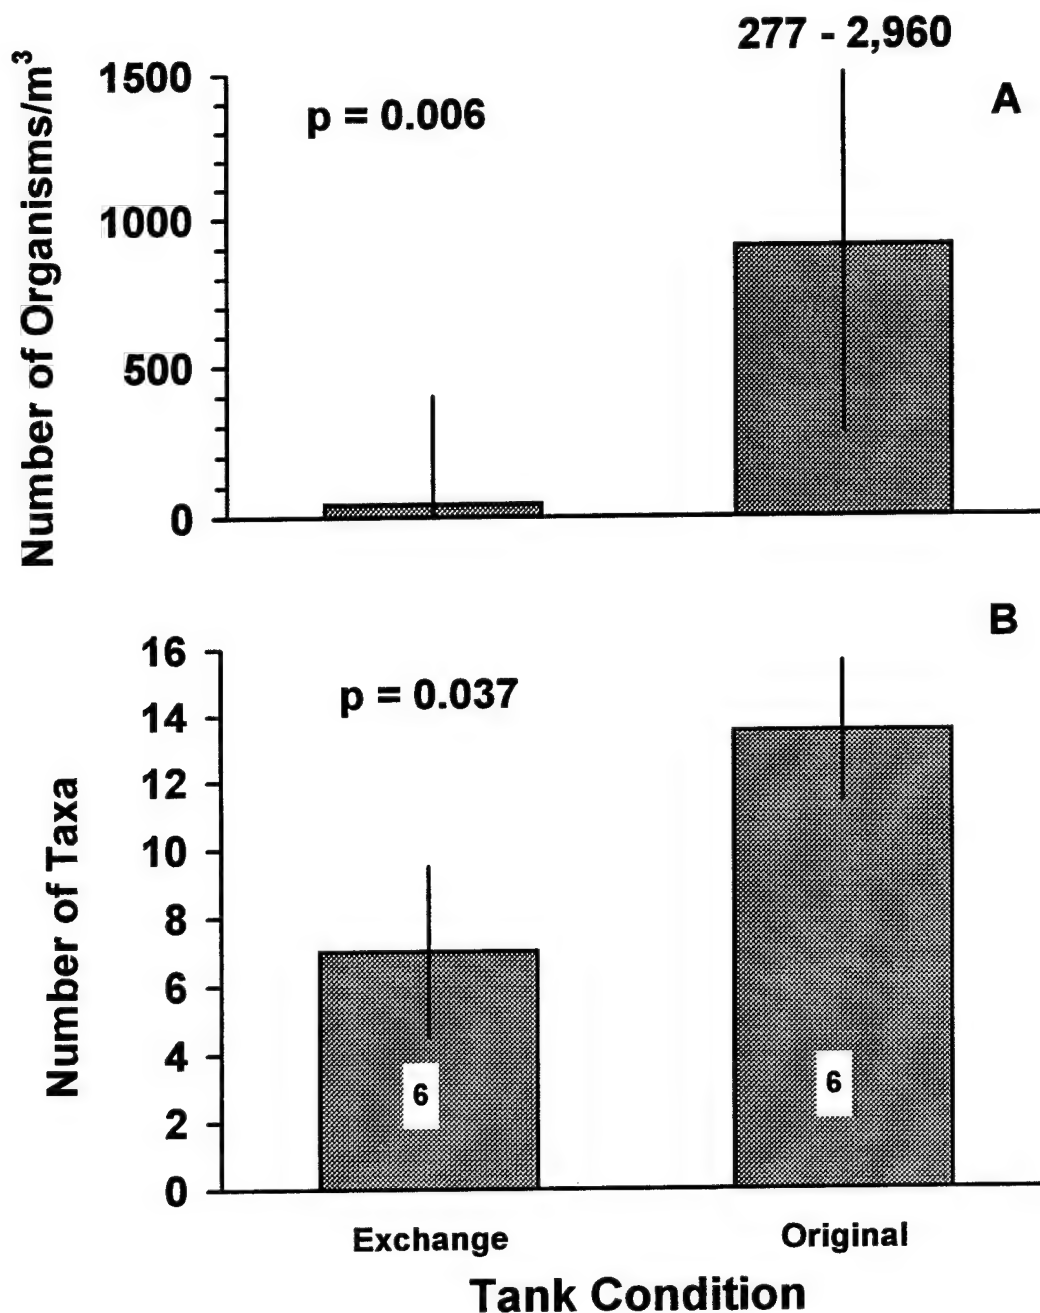 277 - 2,960
A
p = 0.006
Number of Organisms/m³
1500
1000
500
0
B
p = 0.037
Number of Taxa
16
14
12
10
8
6
4
2
0
6
6
Exchange
Original
Tank Condition